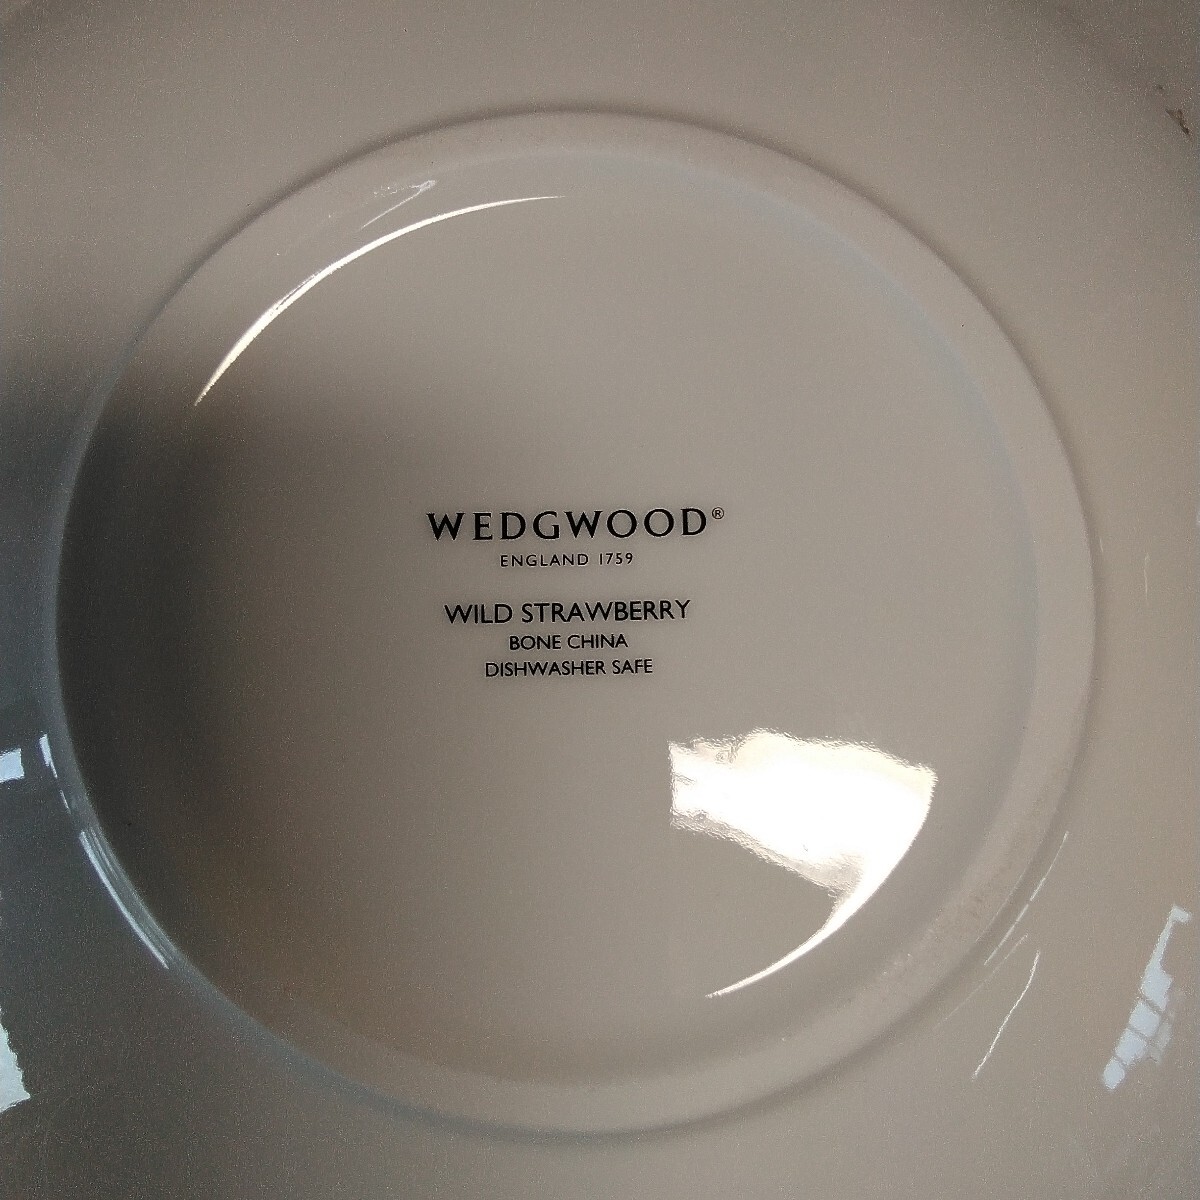 WEDGWOOD®
ENGLAND 1759
WILD STRAWBERRY
BONE CHINA
DISHWASHER SAFE